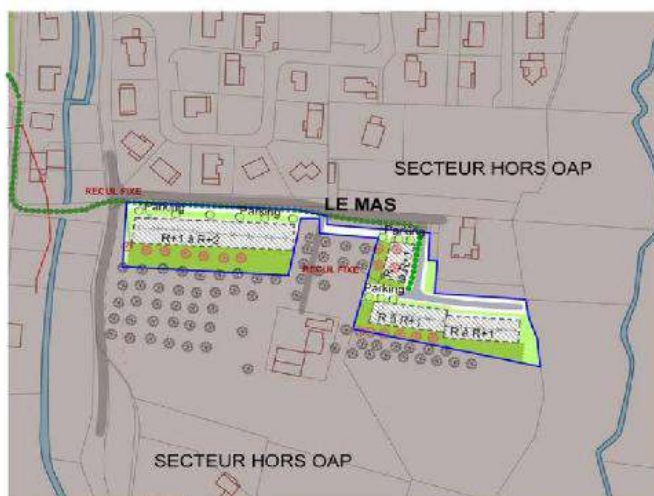 SECTEUR HORS OAP
RECUL FIXE
LE MAS
Parking
Parking
Parking
R+1 à R+2
RECUL FIXE
Parking
R à R+1
R à R+1
SECTEUR HORS OAP